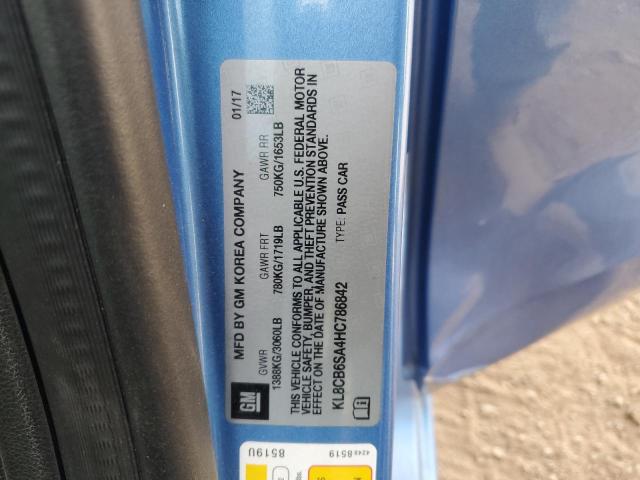 MFD BY GM KOREA COMPANY 01/17
GVWR GAWR FRT GAWR RR
1388KG/3060LB 780KG/1719LB 750KG/1653LB
THIS VEHICLE CONFORMS TO ALL APPLICABLE U.S. FEDERAL MOTOR
VEHICLE SAFETY, BUMPER, AND THEFT PREVENTION STANDARDS IN
EFFECT ON THE DATE OF MANUFACTURE SHOWN ABOVE.
KL8CB6SA4HC786842 TYPE: PASS CAR
GM
8519U
4249 8519